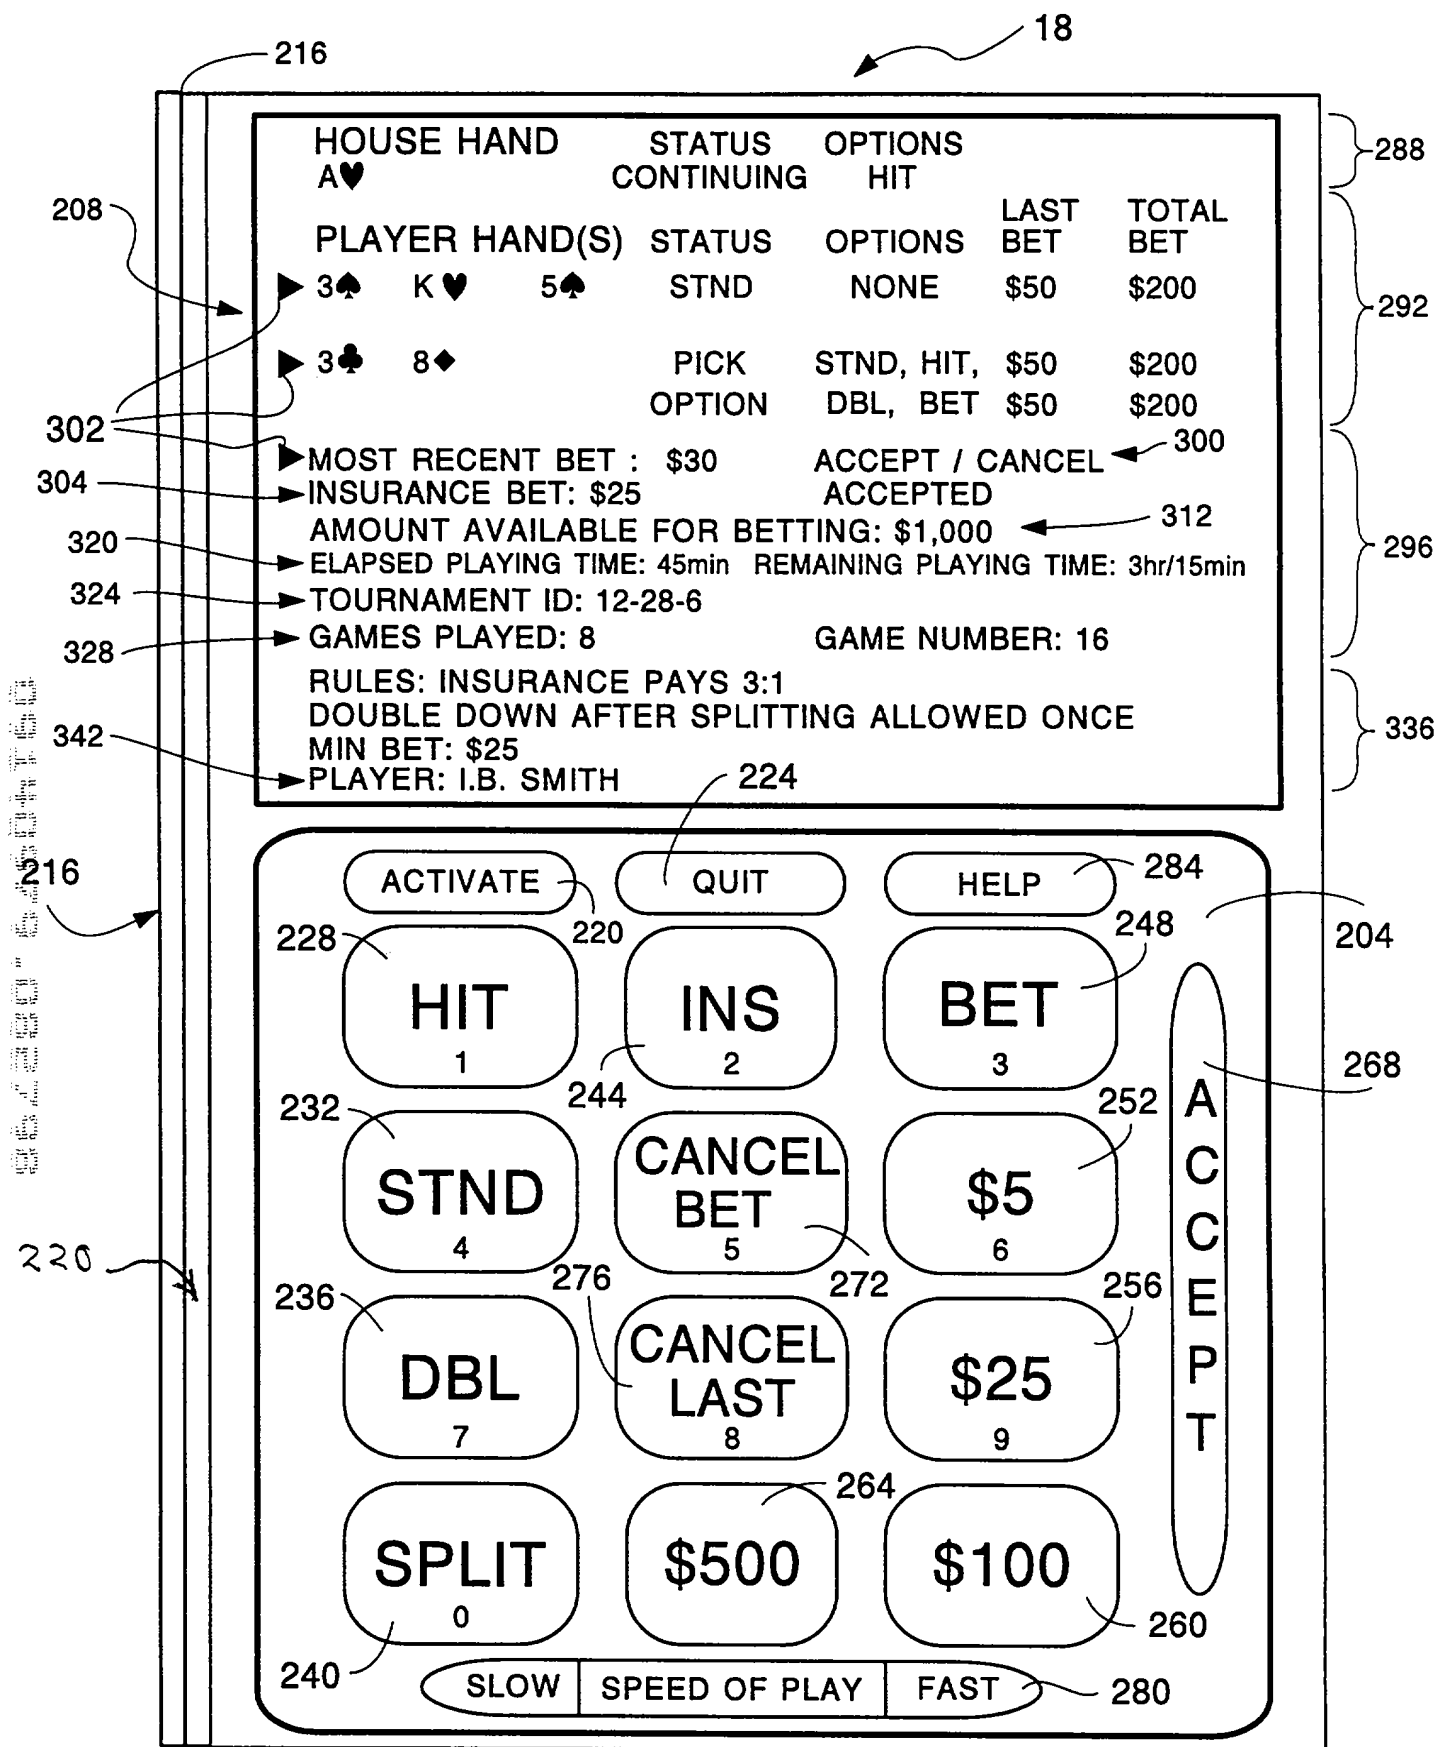 18
216
HOUSE HAND STATUS OPTIONS
A♥ CONTINUING HIT
288
208
LAST TOTAL
PLAYER HAND(S) STATUS OPTIONS BET BET
3♠ K♥ 5♠ STND NONE $50 $200
292
3♣ 8♦ PICK STND, HIT, $50 $200
OPTION DBL, BET $50 $200
302
MOST RECENT BET : $30 ACCEPT / CANCEL 300
304 INSURANCE BET: $25 ACCEPTED
AMOUNT AVAILABLE FOR BETTING: $1,000 312
320 ELAPSED PLAYING TIME: 45min REMAINING PLAYING TIME: 3hr/15min 296
324 TOURNAMENT ID: 12-28-6
328 GAMES PLAYED: 8 GAME NUMBER: 16
RULES: INSURANCE PAYS 3:1
DOUBLE DOWN AFTER SPLITTING ALLOWED ONCE
342 MIN BET: $25 336
PLAYER: I.B. SMITH
224
216
ACTIVATE QUIT HELP 284
228 220 248 204
HIT INS BET
1 2 3
244 268
232 252
STND CANCEL BET $5
4 5 6
220
276 272
236 256
DBL CANCEL LAST $25
7 8 9
264
SPLIT $500 $100
0
260
240
SLOW SPEED OF PLAY FAST 280
ACCEPT
09140979.082798